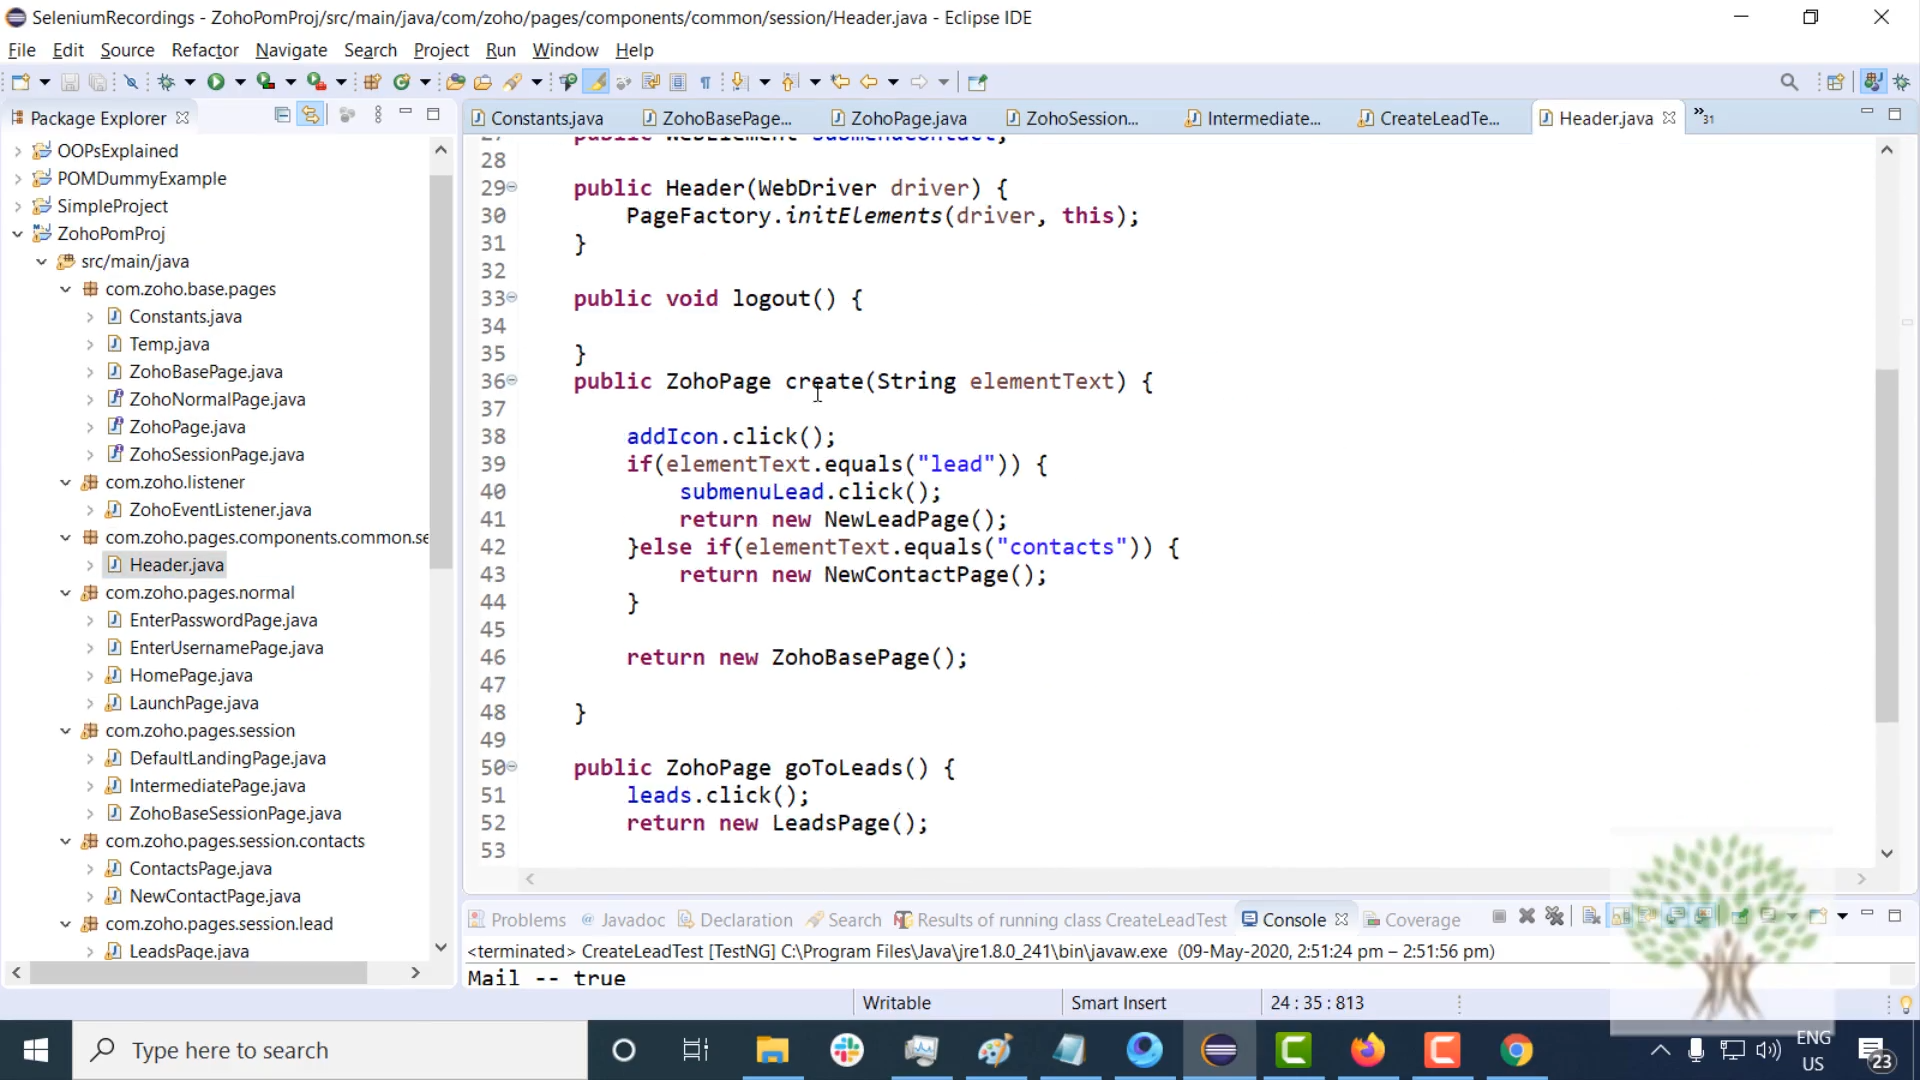 SeleniumRecordings - ZohoPomProj/src/main/java/com/zoho/pages/components/common/session/Header.java - Eclipse IDE
File Edit Source Refactor Navigate Search Project Run Window Help
Package Explorer
Constants.java ZohoBasePage... ZohoPage.java ZohoSession... Intermediate... CreateLeadTe... Header.java »31
OOPsExplained
POMDummyExample
SimpleProject
ZohoPomProj
src/main/java
com.zoho.base.pages
Constants.java
Temp.java
ZohoBasePage.java
ZohoNormalPage.java
ZohoPage.java
ZohoSessionPage.java
com.zoho.listener
ZohoEventListener.java
com.zoho.pages.components.common.se
Header.java
com.zoho.pages.normal
EnterPasswordPage.java
EnterUsernamePage.java
HomePage.java
LaunchPage.java
com.zoho.pages.session
DefaultLandingPage.java
IntermediatePage.java
ZohoBaseSessionPage.java
com.zoho.pages.session.contacts
ContactsPage.java
NewContactPage.java
com.zoho.pages.session.lead
LeadsPage.java
27 public WebElement submenuContact;
28
29 public Header(WebDriver driver) {
30 PageFactory.initElements(driver, this);
31 }
32
33 public void logout() {
34
35 }
36 public ZohoPage create(String elementText) {
37
38 addIcon.click();
39 if(elementText.equals("lead")) {
40 submenuLead.click();
41 return new NewLeadPage();
42 }else if(elementText.equals("contacts")) {
43 return new NewContactPage();
44 }
45
46 return new ZohoBasePage();
47
48 }
49
50 public ZohoPage goToLeads() {
51 leads.click();
52 return new LeadsPage();
53
Problems Javadoc Declaration Search Results of running class CreateLeadTest Console Coverage
<terminated> CreateLeadTest [TestNG] C:\Program Files\Java\jre1.8.0_241\bin\javaw.exe (09-May-2020, 2:51:24 pm – 2:51:56 pm)
Mail -- true
Writable Smart Insert 24 : 35 : 813
Type here to search
ENG
US
23